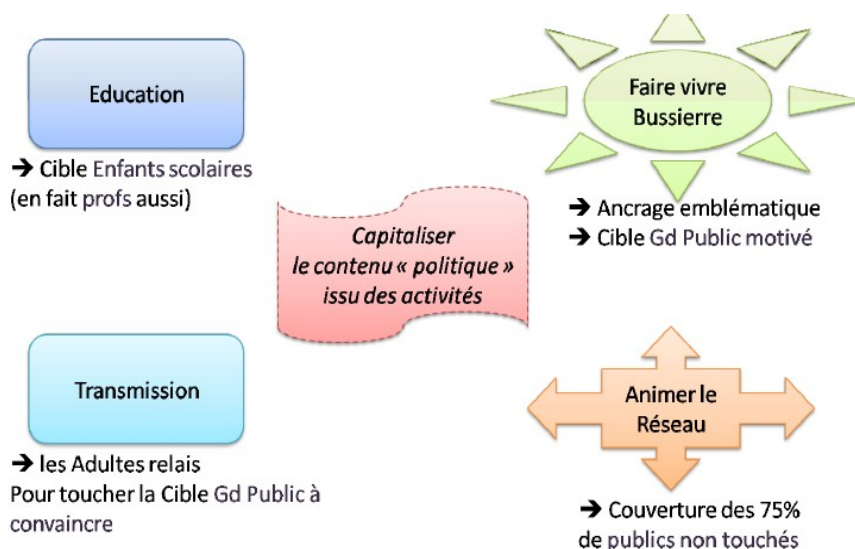 Education
➔ Cible Enfants scolaires
(en fait profs aussi)
Faire vivre
Bussierre
➔ Ancrage emblématique
➔ Cible Gd Public motivé
Capitaliser
le contenu « politique »
issu des activités
Transmission
➔ les Adultes relais
Pour toucher la Cible Gd Public à
convaincre
Animer le
Réseau
➔ Couverture des 75%
de publics non touchés